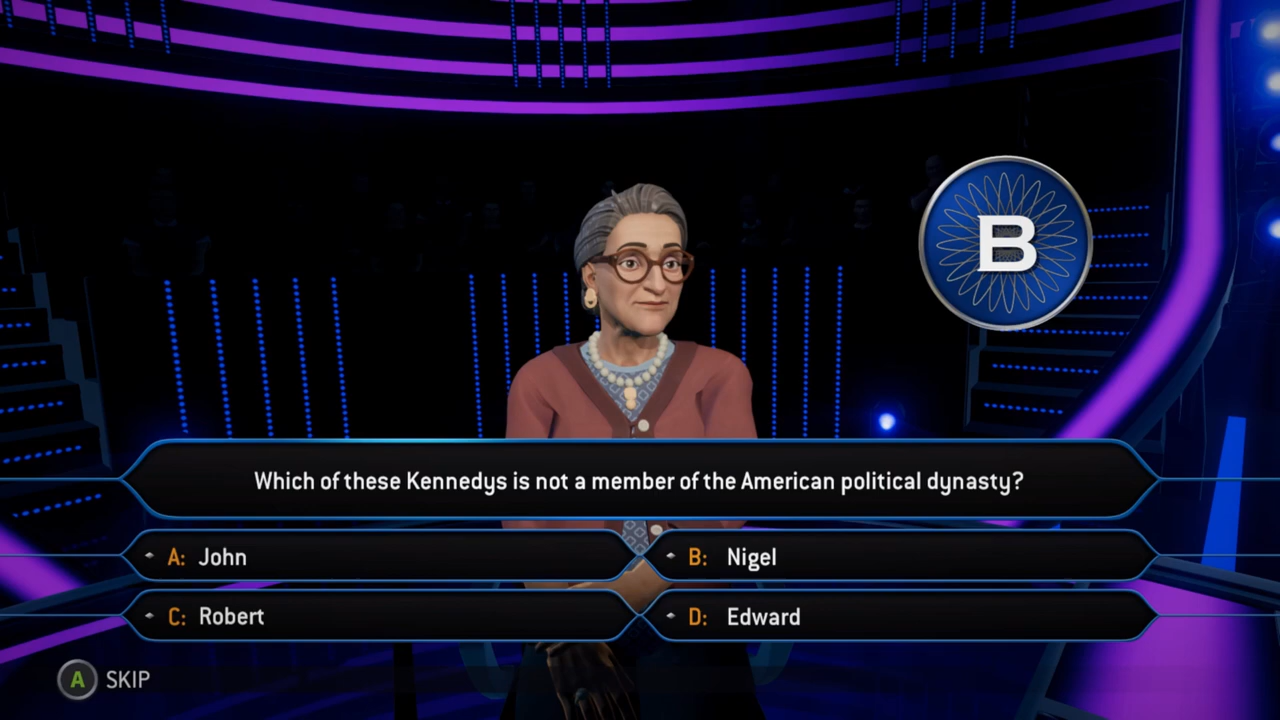 B
Which of these Kennedys is not a member of the American political dynasty?
A: John
B: Nigel
C: Robert
D: Edward
A SKIP